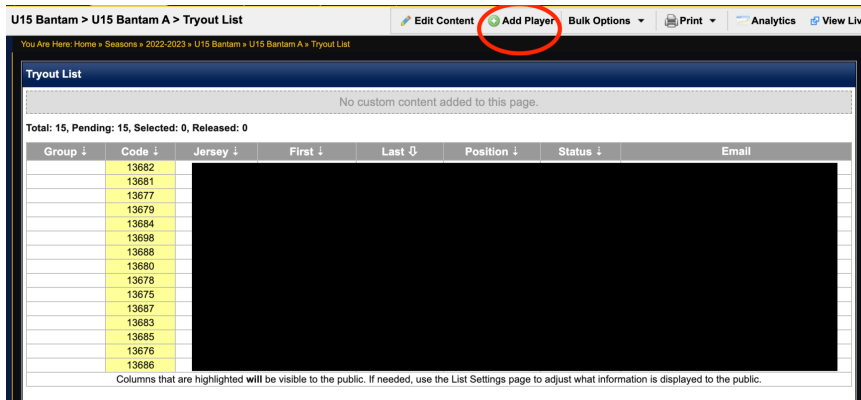 U15 Bantam > U15 Bantam A > Tryout List Edit Content Add Player Bulk Options Print Analytics View Liv
You Are Here: Home » Seasons » 2022-2023 » U15 Bantam » U15 Bantam A » Tryout List
Tryout List
No custom content added to this page.
Total: 15, Pending: 15, Selected: 0, Released: 0
Group ↓ Code ↓ Jersey ↓ First ↓ Last ⇩ Position ↓ Status ↓ Email
13682
13681
13677
13679
13684
13698
13688
13680
13678
13675
13687
13683
13685
13676
13686
Columns that are highlighted will be visible to the public. If needed, use the List Settings page to adjust what information is displayed to the public.